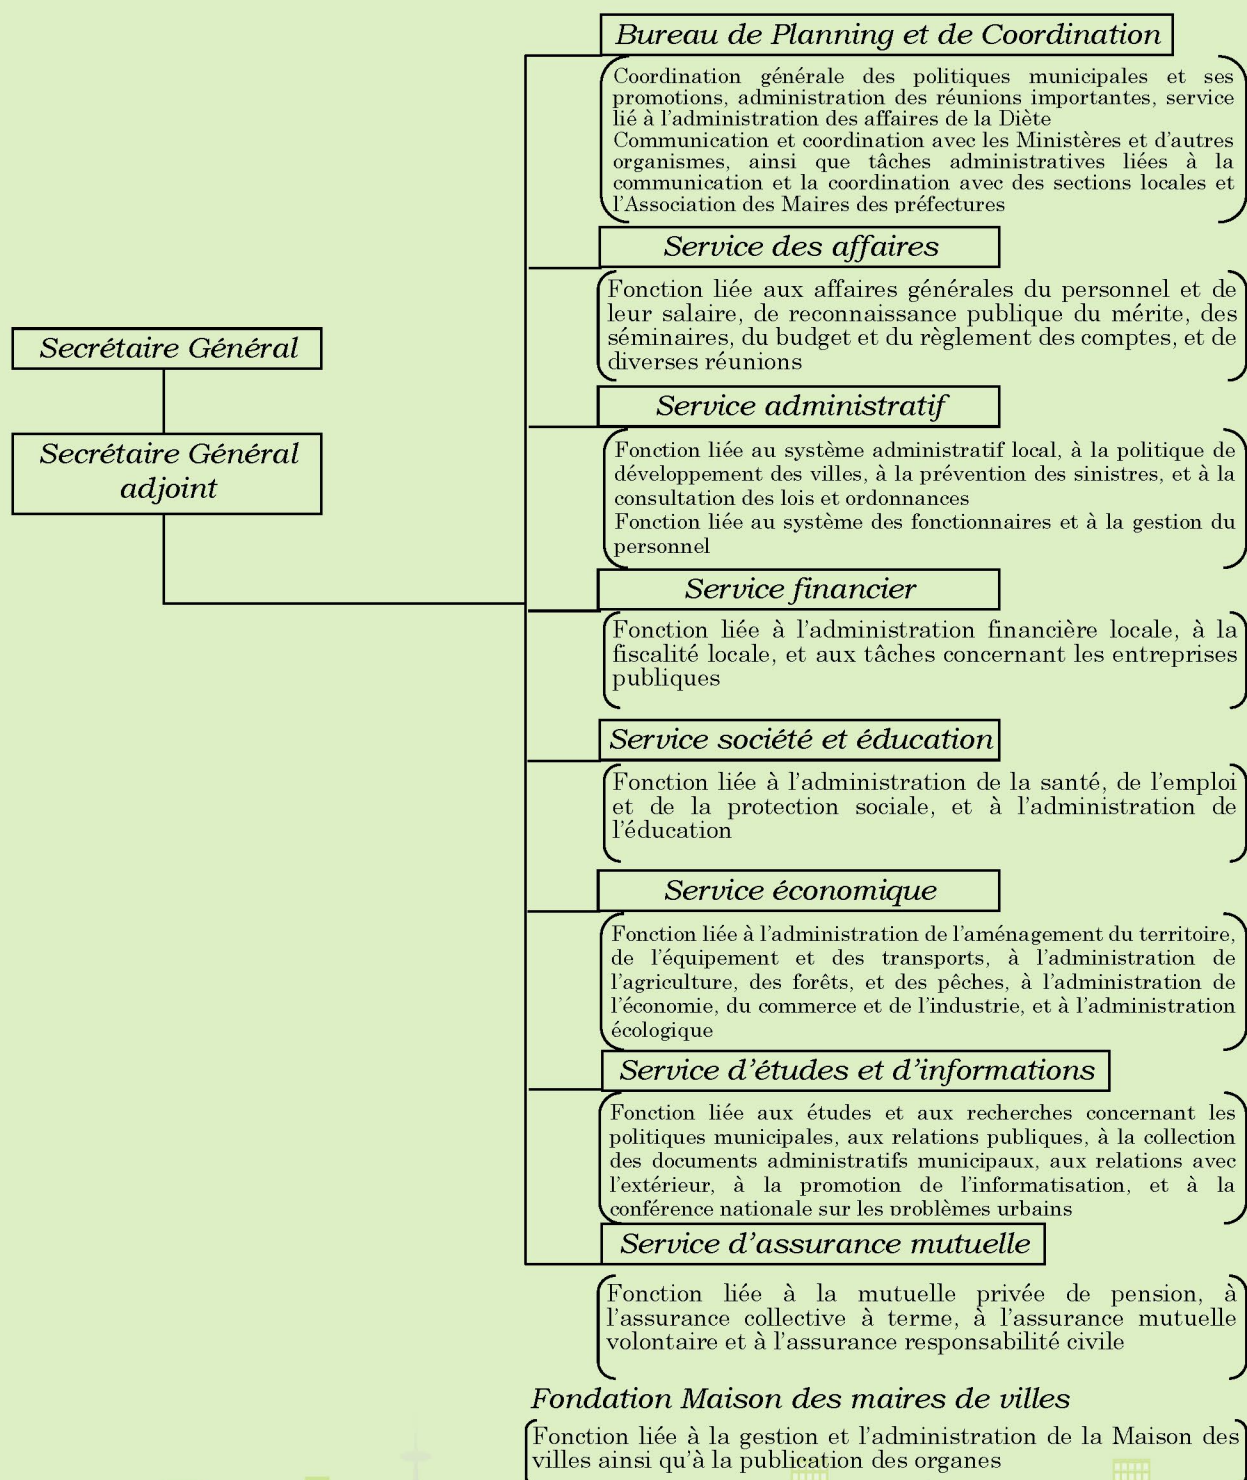 Secrétaire Général
Secrétaire Général
adjoint
Bureau de Planning et de Coordination
Coordination générale des politiques municipales et ses
promotions, administration des réunions importantes, service
lié à l'administration des affaires de la Diète
Communication et coordination avec les Ministères et d'autres
organismes, ainsi que tâches administratives liées à la
communication et la coordination avec des sections locales et
l'Association des Maires des préfectures
Service des affaires
Fonction liée aux affaires générales du personnel et de
leur salaire, de reconnaissance publique du mérite, des
séminaires, du budget et du règlement des comptes, et de
diverses réunions
Service administratif
Fonction liée au système administratif local, à la politique de
développement des villes, à la prévention des sinistres, et à la
consultation des lois et ordonnances
Fonction liée au système des fonctionnaires et à la gestion du
personnel
Service financier
Fonction liée à l'administration financière locale, à la
fiscalité locale, et aux tâches concernant les entreprises
publiques
Service société et éducation
Fonction liée à l'administration de la santé, de l'emploi
et de la protection sociale, et à l'administration de
l'éducation
Service économique
Fonction liée à l'administration de l'aménagement du territoire,
de l'équipement et des transports, à l'administration de
l'agriculture, des forêts, et des pêches, à l'administration de
l'économie, du commerce et de l'industrie, et à l'administration
écologique
Service d'études et d'informations
Fonction liée aux études et aux recherches concernant les
politiques municipales, aux relations publiques, à la collection
des documents administratifs municipaux, aux relations avec
l'extérieur, à la promotion de l'informatisation, et à la
conférence nationale sur les problèmes urbains
Service d'assurance mutuelle
Fonction liée à la mutuelle privée de pension, à
l'assurance collective à terme, à l'assurance mutuelle
volontaire et à l'assurance responsabilité civile
Fondation Maison des maires de villes
Fonction liée à la gestion et l'administration de la Maison des
villes ainsi qu'à la publication des organes